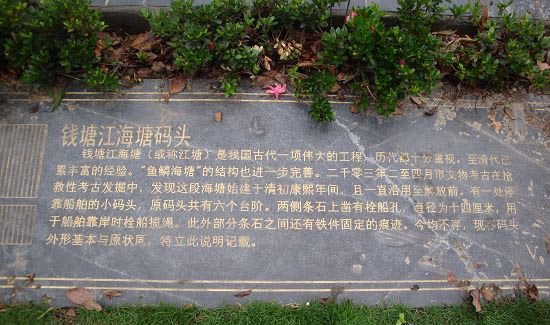 钱塘江海塘码头
钱塘江海塘（或称江塘）是我国古代一项伟大的工程，历代都十分重视。至清代已
累丰富的经验。“鱼鳞海塘”的结构也进一步完善。二千零三年二至四月市文物考古在抢
救性考古发掘中，发现这段海塘始建于清初康熙年间，且一直沿用至解放前。有一处停
靠船舶的小码头，原码头共有六个台阶。两侧条石上凿有栓船孔，直径为十四厘米，用
于船舶靠岸时栓船揽绳。此外部分条石之间还有铁件固定的痕迹。今均不存，现存码头
外形基本与原状同，特立此说明记载。